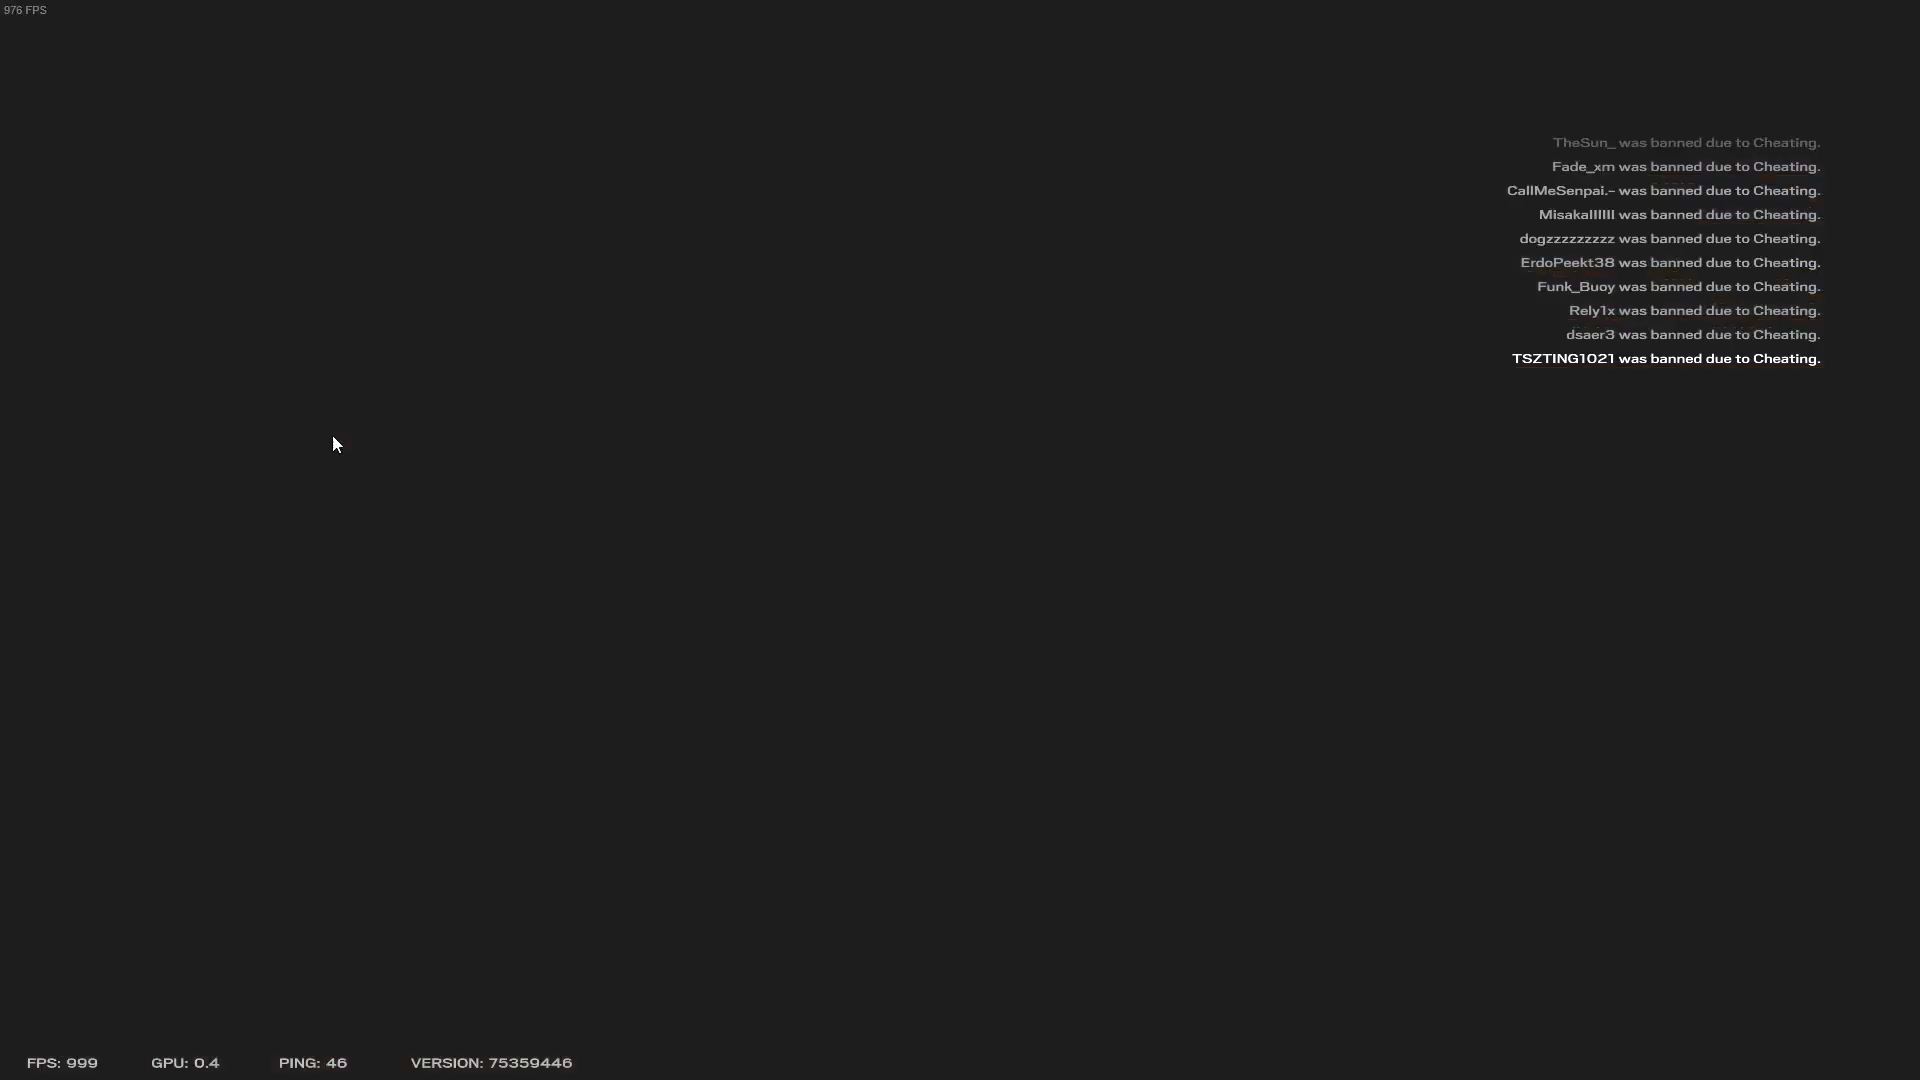 976 FPS
TheSun_ was banned due to Cheating.
Fade_xm was banned due to Cheating.
CallMeSenpai.- was banned due to Cheating.
MisakaIIIIII was banned due to Cheating.
dogzzzzzzzzz was banned due to Cheating.
ErdoPeekt38 was banned due to Cheating.
Funk_Buoy was banned due to Cheating.
Rely1x was banned due to Cheating.
dsaer3 was banned due to Cheating.
TSZTING1021 was banned due to Cheating.
FPS: 999 GPU: 0.4 PING: 46 VERSION: 75359446